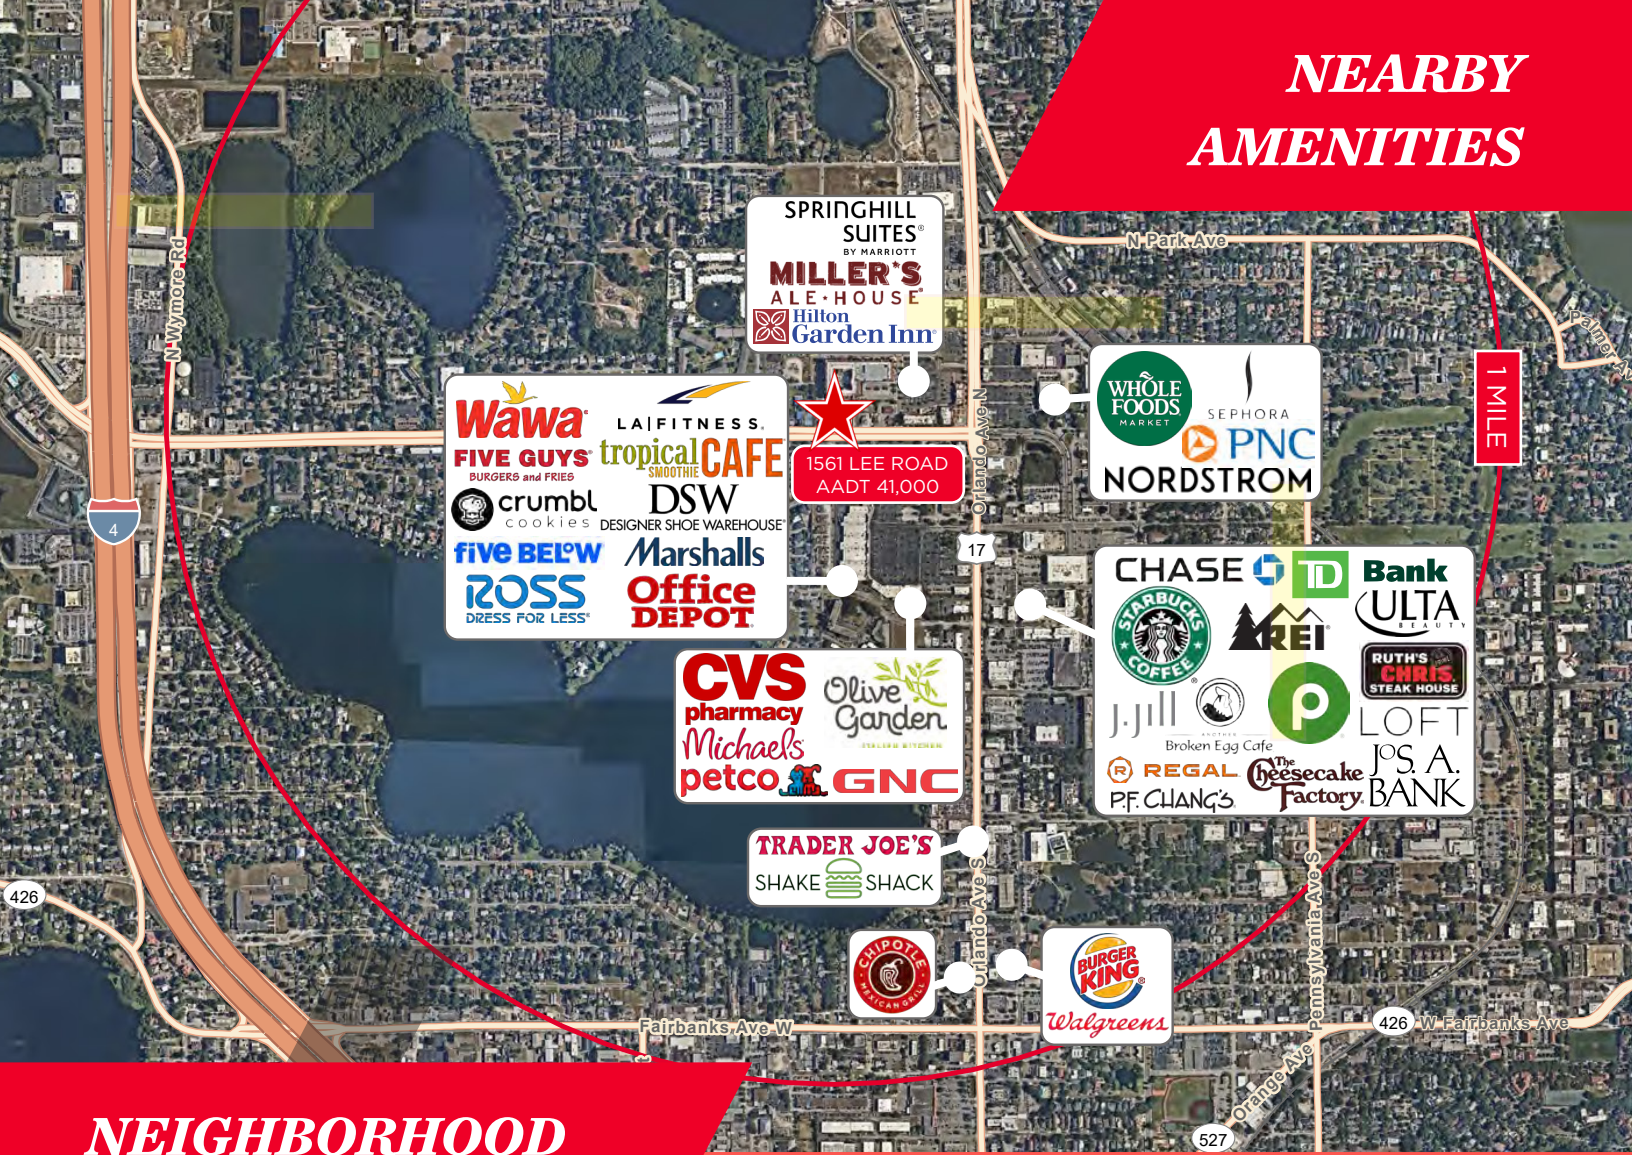 NEARBY
AMENITIES
N Park Ave
Palmer Av
N Wymore Rd
1 MILE
SPRINGHILL
SUITES®
BY MARRIOTT
MILLER'S
ALE HOUSE
Hilton
Garden Inn
Wawa
LA|FITNESS.
FIVE GUYS
BURGERS and FRIES
tropical
SMOOTHIE
CAFE
crumbl
cookies
DSW
DESIGNER SHOE WAREHOUSE
five BEL°W
Marshalls
ROSS
DRESS FOR LESS
Office
DEPOT
1561 LEE ROAD
AADT 41,000
Orlando Ave N
17
4
WHOLE
FOODS
MARKET
SEPHORA
PNC
NORDSTROM
CHASE
TD
Bank
STARBUCKS
COFFEE
REI
ULTA
BEAUTY
RUTH'S
CHRIS
STEAK HOUSE
J.Jill
ANOTHER
Broken Egg Cafe
P
LOFT
R
REGAL
The
Cheesecake
Factory
JOS. A.
BANK
P.F. CHANG'S
CVS
pharmacy
Olive
Garden
ITALIAN KITCHEN
Michaels
petco
GNC
TRADER JOE'S
SHAKE SHACK
Orlando Ave S
CHIPOTLE
MEXICAN GRILL
BURGER
KING
Walgreens
Pennsylvania Ave S
426
Fairbanks Ave W
426
W Fairbanks Ave
Orange Ave
527
NEIGHBORHOOD